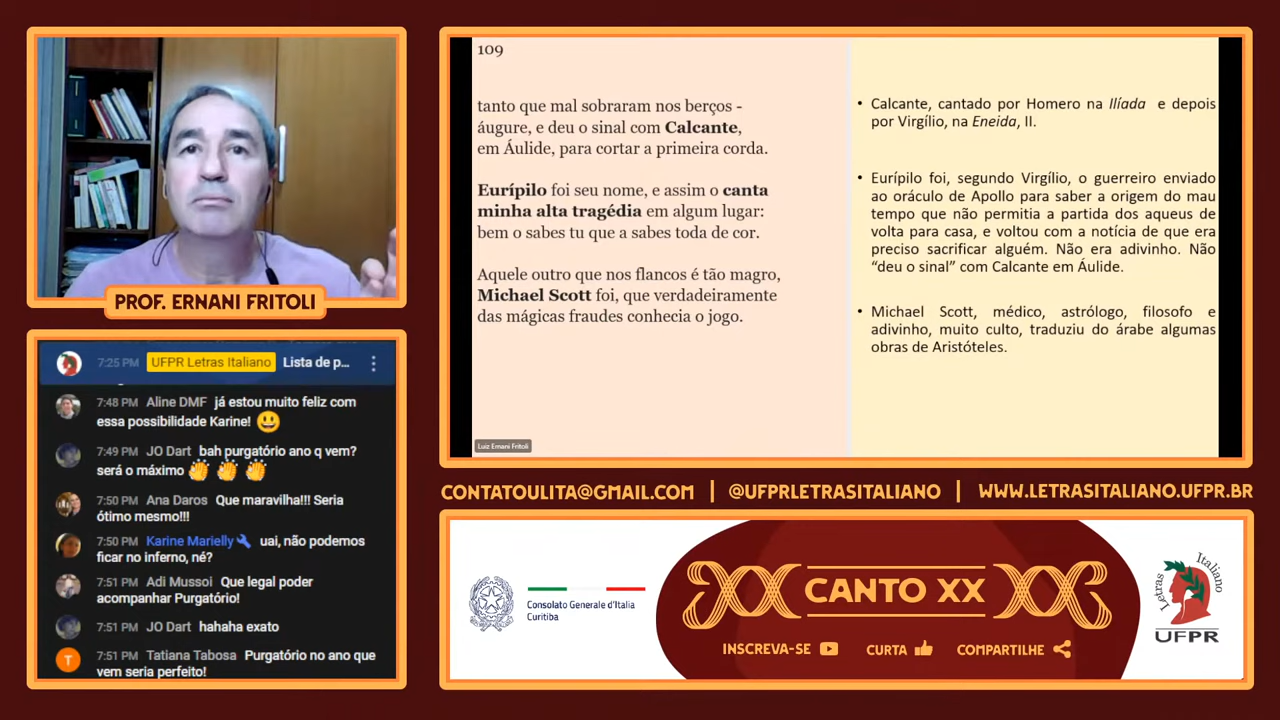 PROF. ERNANI FRITOLI
7:25 PM UFPR Letras Italiano Lista de p...
7:48 PM Aline DMF já estou muito feliz com
essa possibilidade Karine! 😃
7:49 PM JO Dart bah purgatório ano q vem?
será o máximo 👏 👏 👏
7:50 PM Ana Daros Que maravilha!!! Seria
ótimo mesmo!!!
7:50 PM Karine Marielly uai, não podemos
ficar no inferno, né?
7:51 PM Adi Mussoi Que legal poder
acompanhar Purgatório!
7:51 PM JO Dart hahaha exato
T 7:51 PM Tatiana Tabosa Purgatório no ano que
vem seria perfeito!
109
tanto que mal sobraram nos berços -
áugure, e deu o sinal com Calcante,
em Áulide, para cortar a primeira corda.
Eurípilo foi seu nome, e assim o canta
minha alta tragédia em algum lugar:
bem o sabes tu que a sabes toda de cor.
Aquele outro que nos flancos é tão magro,
Michael Scott foi, que verdadeiramente
das mágicas fraudes conhecia o jogo.
Luiz Ernani Fritoli
• Calcante, cantado por Homero na Ilíada e depois
por Virgílio, na Eneida, II.
• Eurípilo foi, segundo Virgílio, o guerreiro enviado
ao oráculo de Apollo para saber a origem do mau
tempo que não permitia a partida dos aqueus de
volta para casa, e voltou com a notícia de que era
preciso sacrificar alguém. Não era adivinho. Não
“deu o sinal” com Calcante em Áulide.
• Michael Scott, médico, astrólogo, filosofo e
adivinho, muito culto, traduziu do árabe algumas
obras de Aristóteles.
CONTATOULITA@GMAIL.COM | @UFPRLETRASITALIANO | WWW.LETRASITALIANO.UFPR.BR
Consolato Generale d'Italia
Curitiba
XX CANTO XX XX
INSCREVA-SE CURTA COMPARTILHE
Letras Italiano
UFPR